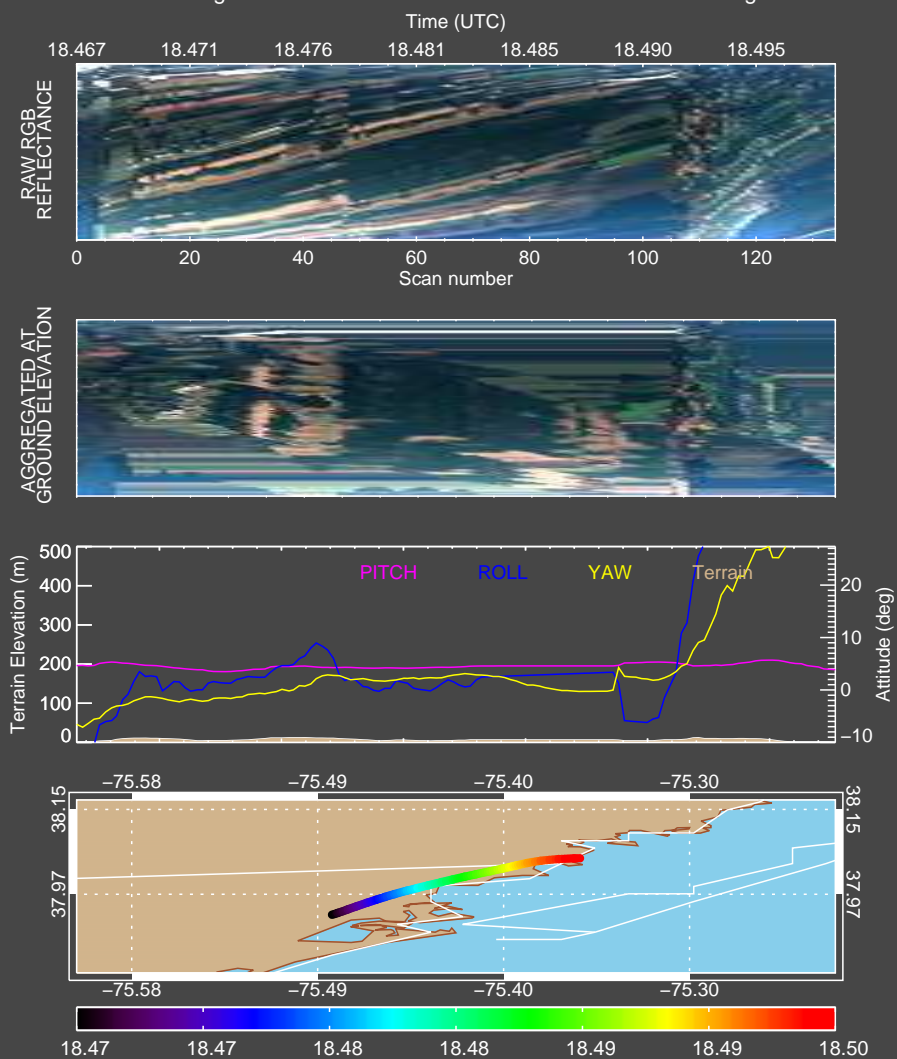 Time (UTC)
18.467 18.471 18.476 18.481 18.485 18.490 18.495
RAW RGB
REFLECTANCE
0 20 40 60 80 100 120
Scan number
AGGREGATED AT
GROUND ELEVATION
Terrain Elevation (m)
500
400
300
200
100
0
PITCH ROLL YAW Terrain
20
10
0
−10
Attitude (deg)
−75.58 −75.49 −75.40 −75.30
38.15 38.15
37.97 37.97
−75.58 −75.49 −75.40 −75.30
18.47 18.47 18.48 18.48 18.49 18.49 18.50